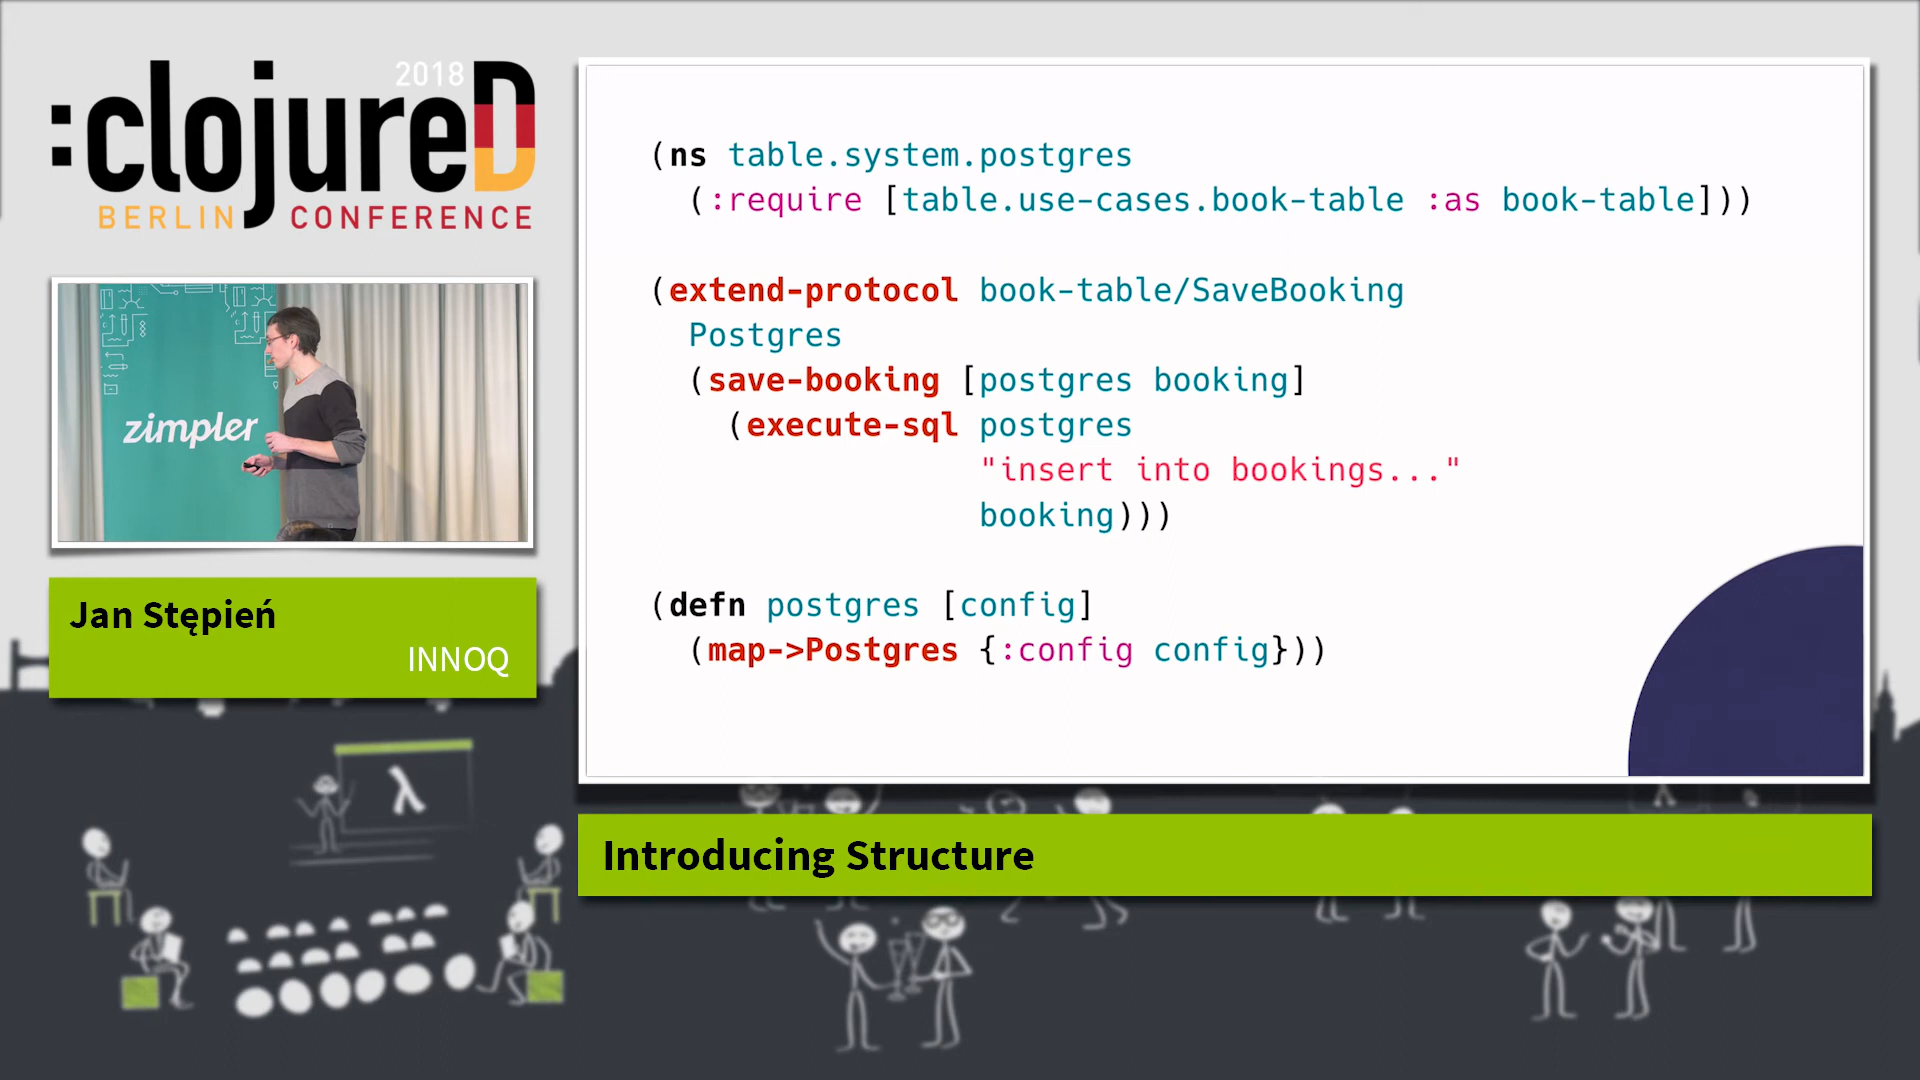 2018
:clojureD
BERLIN CONFERENCE
zimpler
Jan Stępień
INNOQ
(ns table.system.postgres
(:require [table.use-cases.book-table :as book-table]))
(extend-protocol book-table/SaveBooking
Postgres
(save-booking [postgres booking]
(execute-sql postgres
"insert into bookings..."
booking)))
(defn postgres [config]
(map->Postgres {:config config}))
Introducing Structure
λ